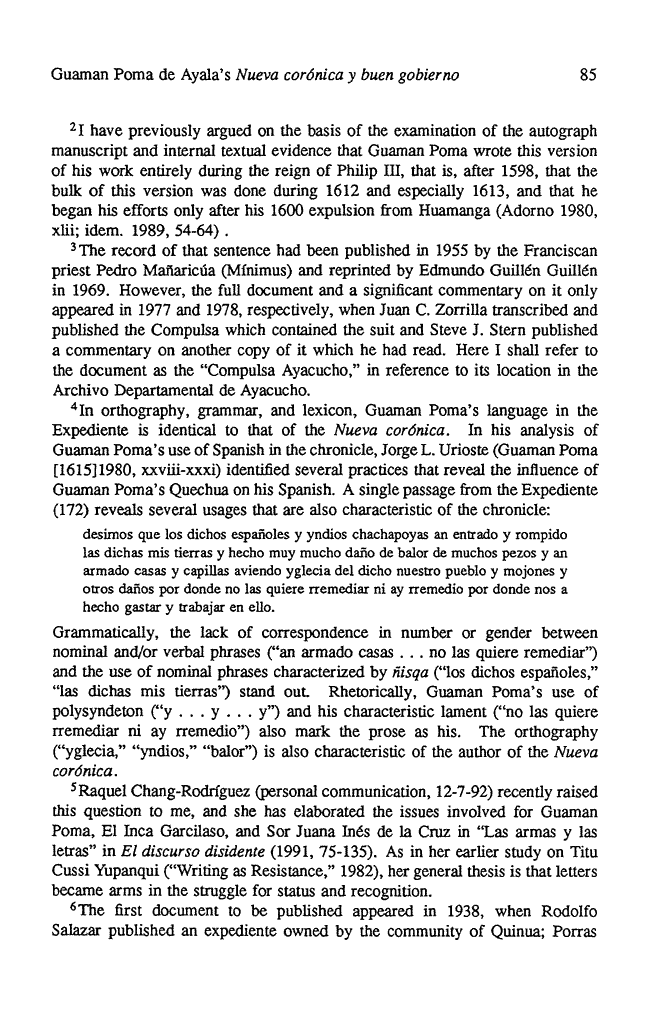 Guaman Poma de Ayala's Nueva corónica y buen gobierno 85
²I have previously argued on the basis of the examination of the autograph
manuscript and internal textual evidence that Guaman Poma wrote this version
of his work entirely during the reign of Philip III, that is, after 1598, that the
bulk of this version was done during 1612 and especially 1613, and that he
began his efforts only after his 1600 expulsion from Huamanga (Adorno 1980,
xlii; idem. 1989, 54-64) .
³The record of that sentence had been published in 1955 by the Franciscan
priest Pedro Mañaricúa (Mínimus) and reprinted by Edmundo Guillén Guillén
in 1969. However, the full document and a significant commentary on it only
appeared in 1977 and 1978, respectively, when Juan C. Zorrilla transcribed and
published the Compulsa which contained the suit and Steve J. Stern published
a commentary on another copy of it which he had read. Here I shall refer to
the document as the "Compulsa Ayacucho," in reference to its location in the
Archivo Departamental de Ayacucho.
⁴In orthography, grammar, and lexicon, Guaman Poma's language in the
Expediente is identical to that of the Nueva corónica. In his analysis of
Guaman Poma's use of Spanish in the chronicle, Jorge L. Urioste (Guaman Poma
[1615]1980, xxviii-xxxi) identified several practices that reveal the influence of
Guaman Poma's Quechua on his Spanish. A single passage from the Expediente
(172) reveals several usages that are also characteristic of the chronicle:
desimos que los dichos españoles y yndios chachapoyas an entrado y rompido
las dichas mis tierras y hecho muy mucho daño de balor de muchos pezos y an
armado casas y capillas aviendo yglecia del dicho nuestro pueblo y mojones y
otros daños por donde no las quiere rremediar ni ay rremedio por donde nos a
hecho gastar y trabajar en ello.
Grammatically, the lack of correspondence in number or gender between
nominal and/or verbal phrases ("an armado casas . . . no las quiere remediar")
and the use of nominal phrases characterized by ñisqa ("los dichos españoles,"
"las dichas mis tierras") stand out. Rhetorically, Guaman Poma's use of
polysyndeton ("y . . . y . . . y") and his characteristic lament ("no las quiere
rremediar ni ay rremedio") also mark the prose as his. The orthography
("yglecia," "yndios," "balor") is also characteristic of the author of the Nueva
corónica.
⁵Raquel Chang-Rodríguez (personal communication, 12-7-92) recently raised
this question to me, and she has elaborated the issues involved for Guaman
Poma, El Inca Garcilaso, and Sor Juana Inés de la Cruz in "Las armas y las
letras" in El discurso disidente (1991, 75-135). As in her earlier study on Titu
Cussi Yupanqui ("Writing as Resistance," 1982), her general thesis is that letters
became arms in the struggle for status and recognition.
⁶The first document to be published appeared in 1938, when Rodolfo
Salazar published an expediente owned by the community of Quinua; Porras